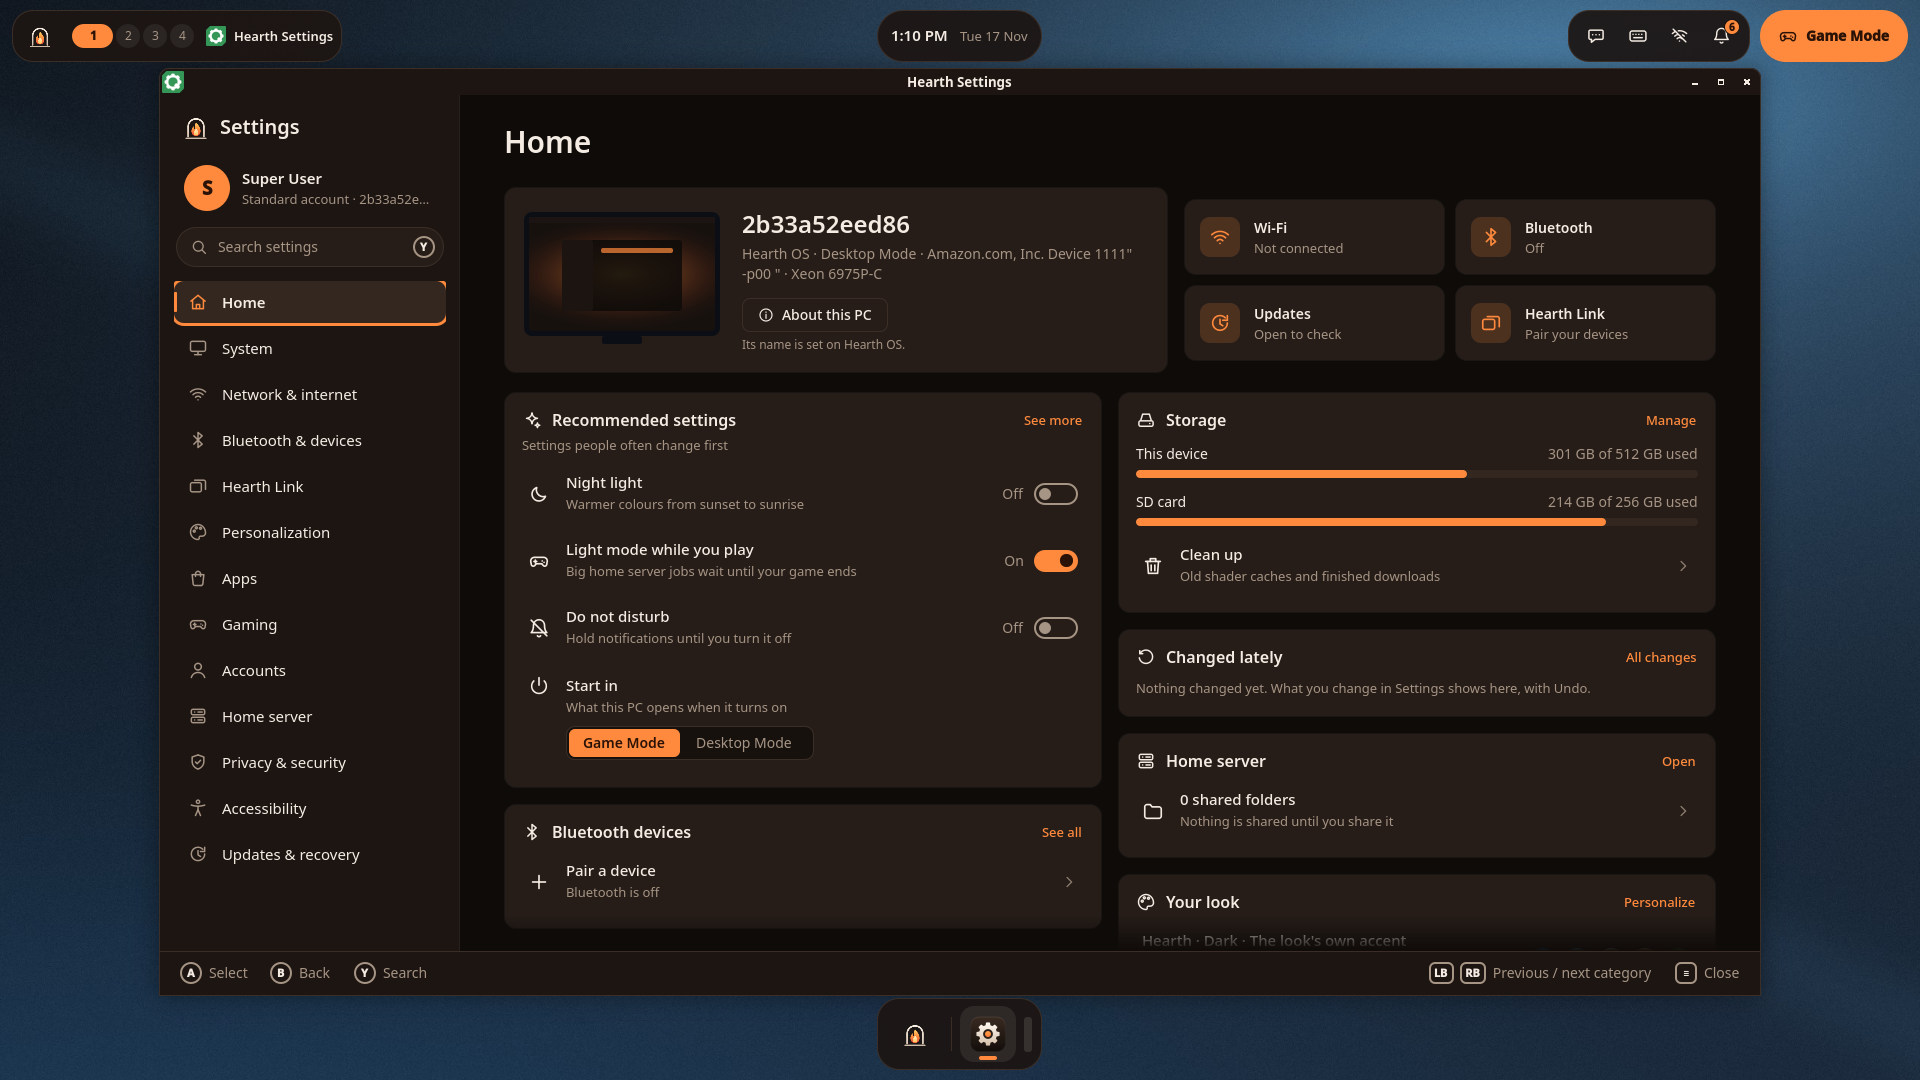 1
2
3
4
Hearth Settings
1:10 PM
Tue 17 Nov
6
Game Mode
Hearth Settings
Settings
S
Super User
Standard account · 2b33a52e...
Search settings
Y
Home
System
Network & internet
Bluetooth & devices
Hearth Link
Personalization
Apps
Gaming
Accounts
Home server
Privacy & security
Accessibility
Updates & recovery
Home
2b33a52eed86
Hearth OS · Desktop Mode · Amazon.com, Inc. Device 1111"
-p00 " · Xeon 6975P-C
About this PC
Its name is set on Hearth OS.
Wi-Fi
Not connected
Bluetooth
Off
Updates
Open to check
Hearth Link
Pair your devices
Recommended settings
See more
Settings people often change first
Night light
Warmer colours from sunset to sunrise
Off
Light mode while you play
Big home server jobs wait until your game ends
On
Do not disturb
Hold notifications until you turn it off
Off
Start in
What this PC opens when it turns on
Game Mode
Desktop Mode
Bluetooth devices
See all
Pair a device
Bluetooth is off
Storage
Manage
This device
301 GB of 512 GB used
SD card
214 GB of 256 GB used
Clean up
Old shader caches and finished downloads
Changed lately
All changes
Nothing changed yet. What you change in Settings shows here, with Undo.
Home server
Open
0 shared folders
Nothing is shared until you share it
Your look
Personalize
Hearth · Dark · The look's own accent
A Select
B Back
Y Search
LB RB Previous / next category
≡ Close